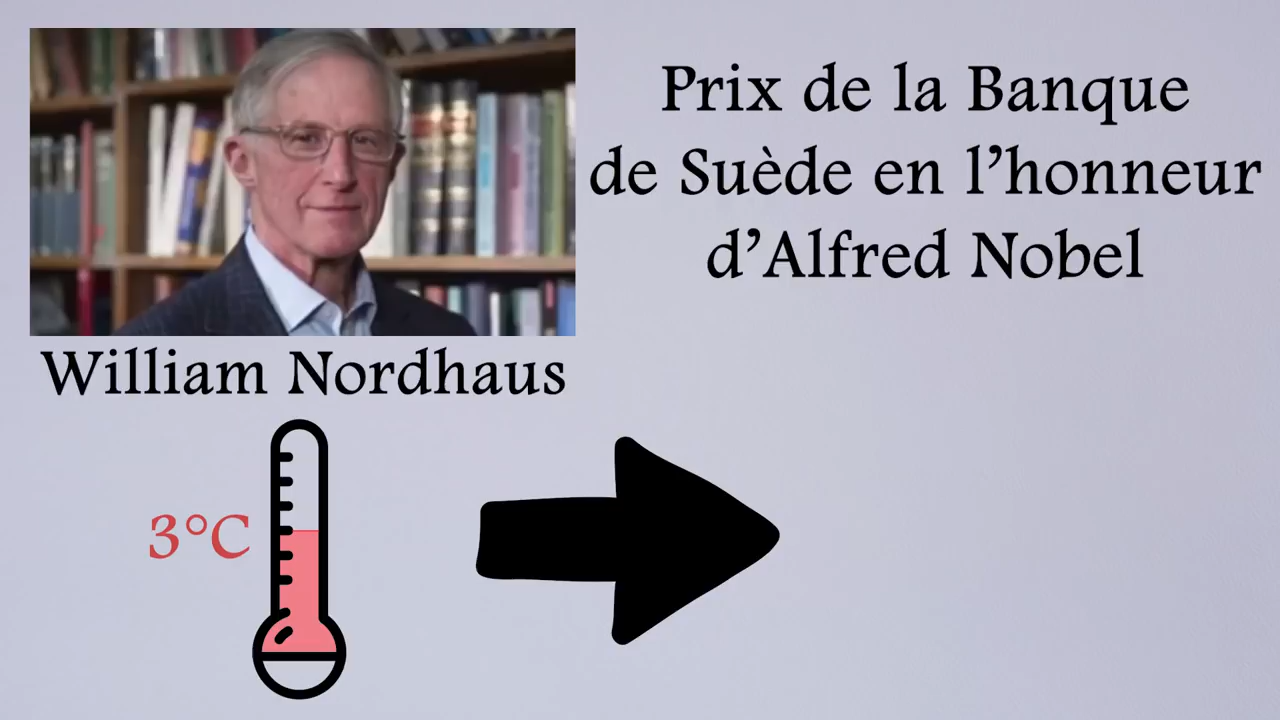 Prix de la Banque
de Suède en l’honneur
d’Alfred Nobel
William Nordhaus
3°C